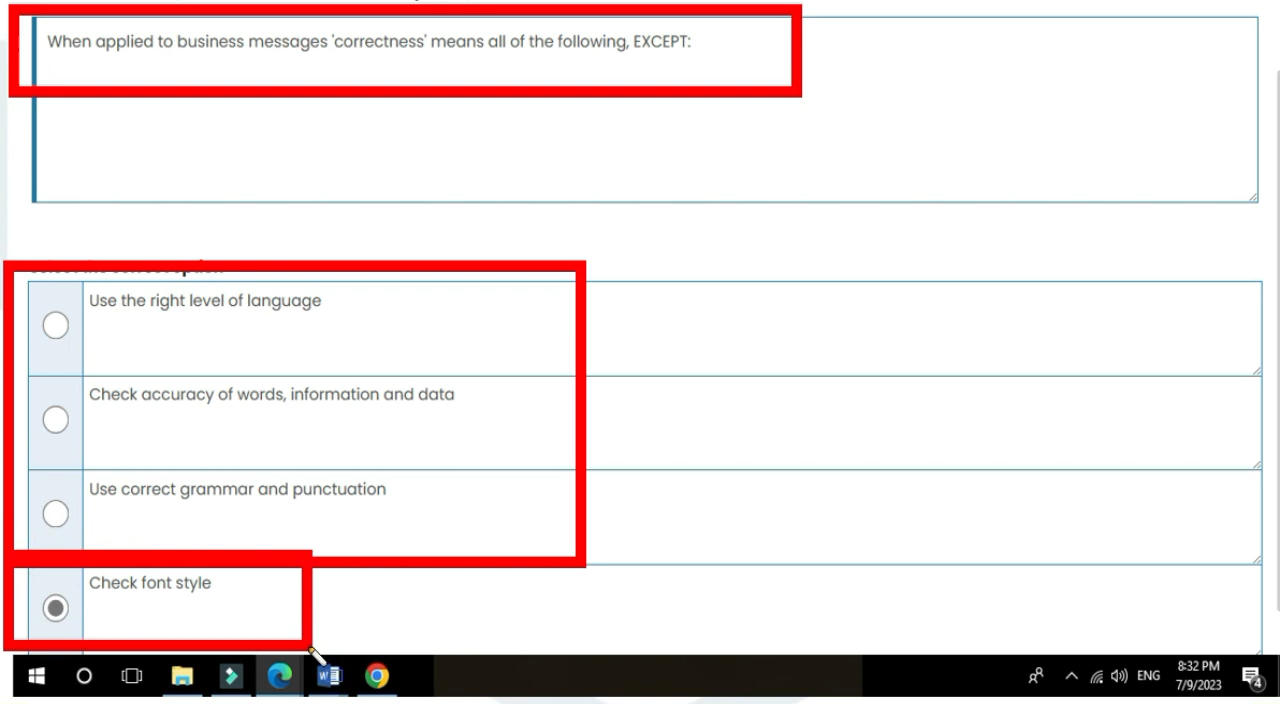 When applied to business messages 'correctness' means all of the following, EXCEPT:
Use the right level of language
Check accuracy of words, information and data
Use correct grammar and punctuation
Check font style
ENG
8:32 PM
7/9/2023
4